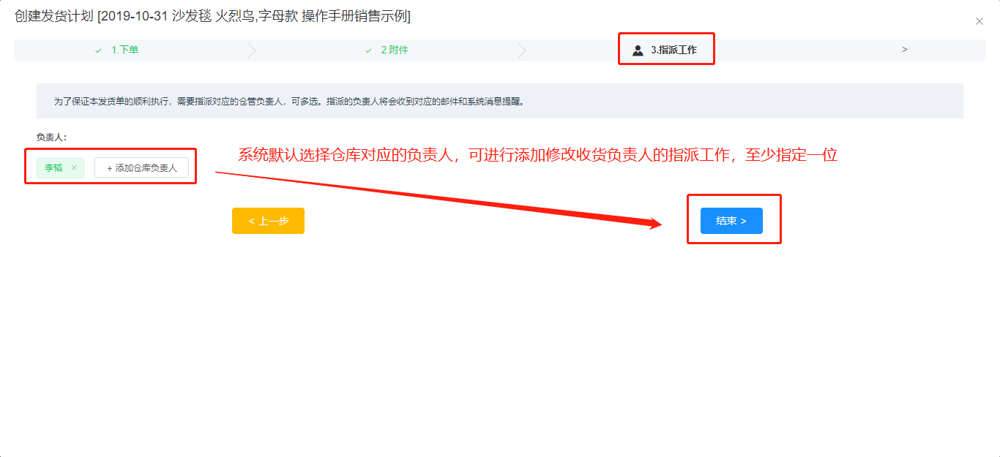 创建发货计划 [2019-10-31 沙发毯 火烈鸟,字母款 操作手册销售示例]
1.下单
2.附件
3.指派工作
>
为了保证本发货单的顺利执行，需要指派对应的仓管负责人，可多选。指派的负责人将会收到对应的邮件和系统消息提醒。
负责人：
系统默认选择仓库对应的负责人，可进行添加修改收货负责人的指派工作，至少指定一位
李韬 ×
+ 添加仓库负责人
< 上一步
结束 >